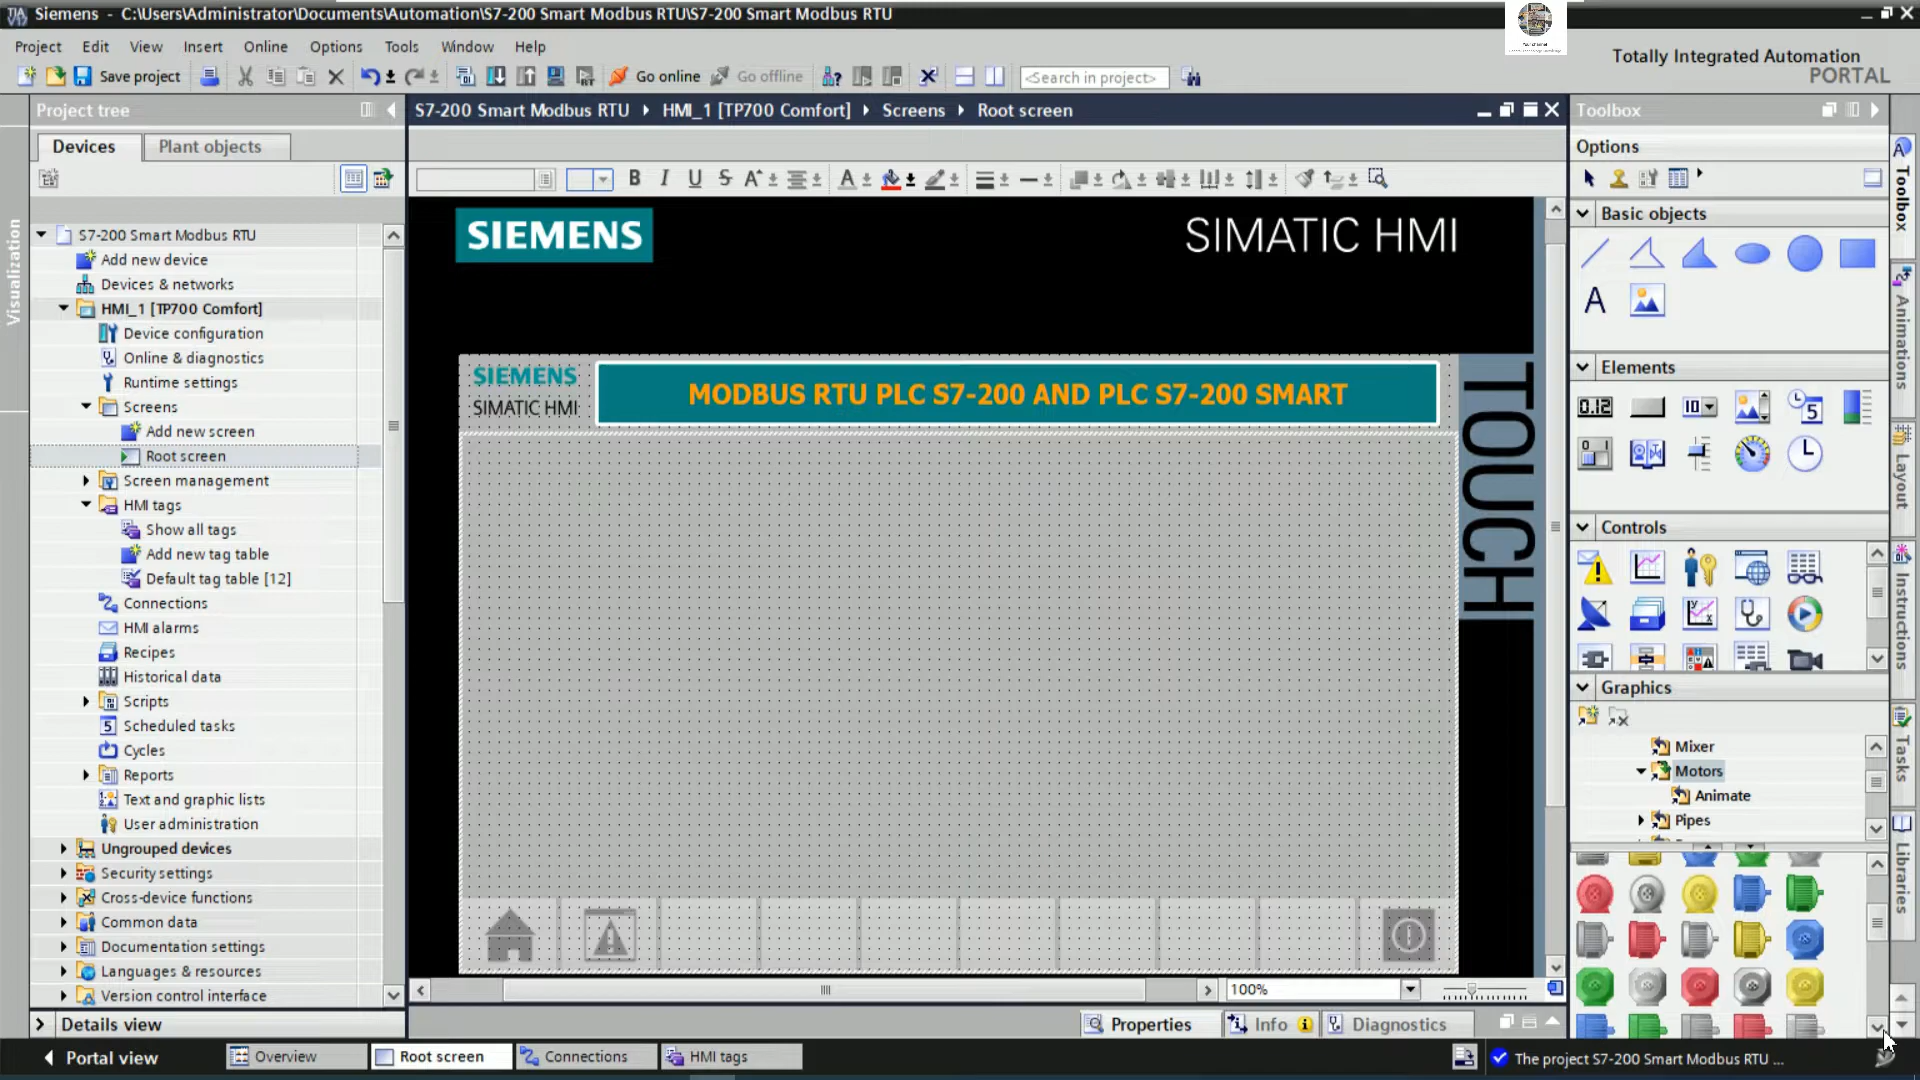 Siemens - C:\Users\Administrator\Documents\Automation\S7-200 Smart Modbus RTU\S7-200 Smart Modbus RTU
Project Edit View Insert Online Options Tools Window Help
Totally Integrated Automation
PORTAL
Save project
Go online
Go offline
<Search in project>
Project tree
S7-200 Smart Modbus RTU HMI_1 [TP700 Comfort] Screens Root screen
Toolbox
Devices
Plant objects
Options
Visualization
S7-200 Smart Modbus RTU
Add new device
Devices & networks
HMI_1 [TP700 Comfort]
Device configuration
Online & diagnostics
Runtime settings
Screens
Add new screen
Root screen
Screen management
HMI tags
Show all tags
Add new tag table
Default tag table [12]
Connections
HMI alarms
Recipes
Historical data
Scripts
Scheduled tasks
Cycles
Reports
Text and graphic lists
User administration
Ungrouped devices
Security settings
Cross-device functions
Common data
Documentation settings
Languages & resources
Version control interface
Details view
B I U S A A
SIEMENS
SIMATIC HMI
SIEMENS
SIMATIC HMI
MODBUS RTU PLC S7-200 AND PLC S7-200 SMART
TOUCH
100%
Properties
Info
Diagnostics
Basic objects
A
Elements
0.12
10
5
Controls
Graphics
Mixer
Motors
Animate
Pipes
Toolbox
Animations
Layout
Instructions
Tasks
Libraries
Portal view
Overview
Root screen
Connections
HMI tags
The project S7-200 Smart Modbus RTU ...